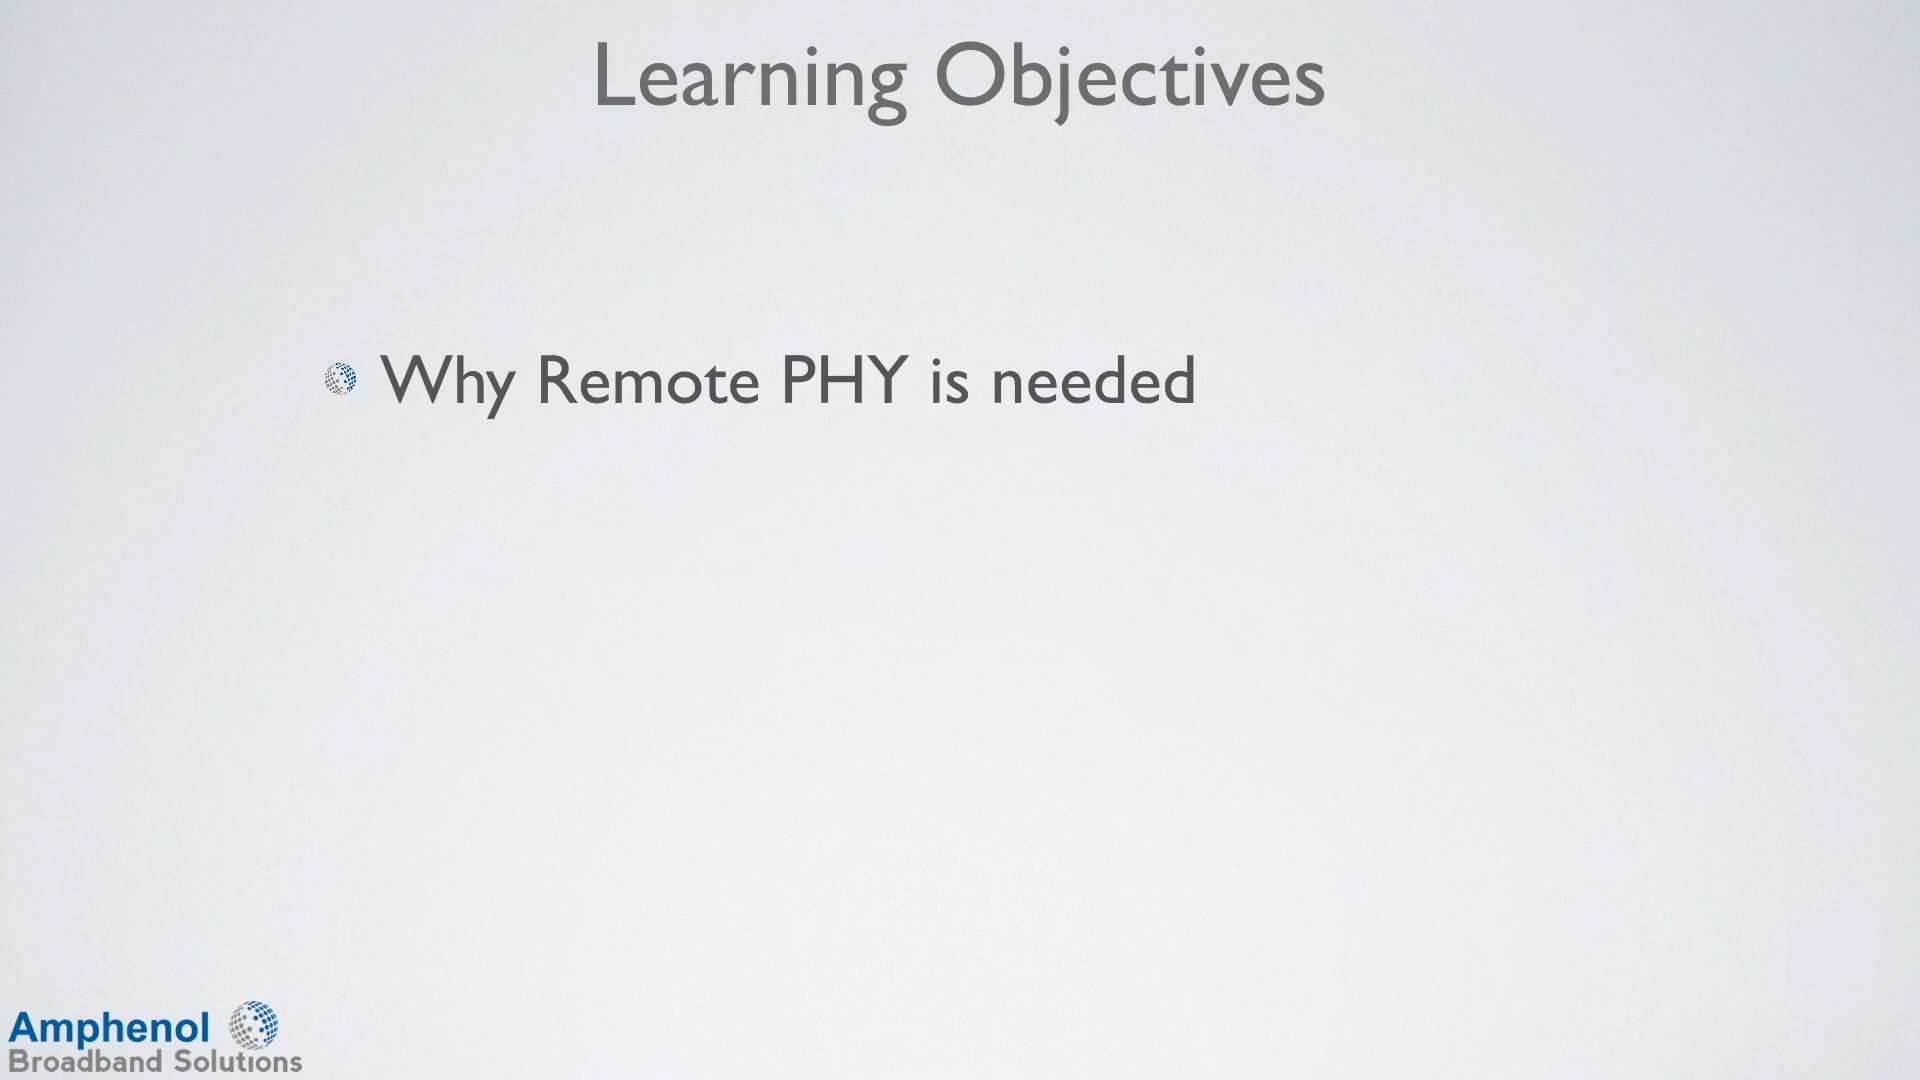 Learning Objectives
Why Remote PHY is needed
Amphenol
Broadband Solutions